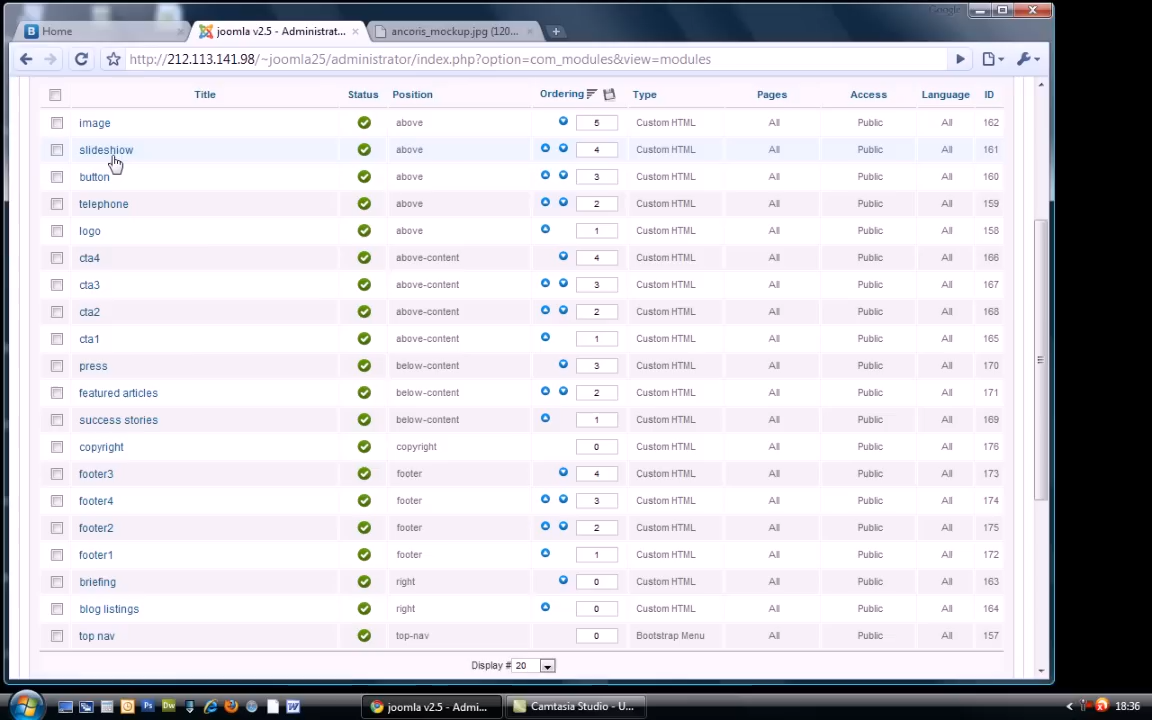 Google
Home
joomla v2.5 - Administrat...
ancoris_mockup.jpg (120...
http://212.113.141.98/~joomla25/administrator/index.php?option=com_modules&view=modules
Title Status Position Ordering Type Pages Access Language ID
image above 5 Custom HTML All Public All 162
slideshiow above 4 Custom HTML All Public All 161
button above 3 Custom HTML All Public All 160
telephone above 2 Custom HTML All Public All 159
logo above 1 Custom HTML All Public All 158
cta4 above-content 4 Custom HTML All Public All 166
cta3 above-content 3 Custom HTML All Public All 167
cta2 above-content 2 Custom HTML All Public All 168
cta1 above-content 1 Custom HTML All Public All 165
press below-content 3 Custom HTML All Public All 170
featured articles below-content 2 Custom HTML All Public All 171
success stories below-content 1 Custom HTML All Public All 169
copyright copyright 0 Custom HTML All Public All 176
footer3 footer 4 Custom HTML All Public All 173
footer4 footer 3 Custom HTML All Public All 174
footer2 footer 2 Custom HTML All Public All 175
footer1 footer 1 Custom HTML All Public All 172
briefing right 0 Custom HTML All Public All 163
blog listings right 0 Custom HTML All Public All 164
top nav top-nav 0 Bootstrap Menu All Public All 157
Display # 20
joomla v2.5 - Admi...
Camtasia Studio - U...
18:36